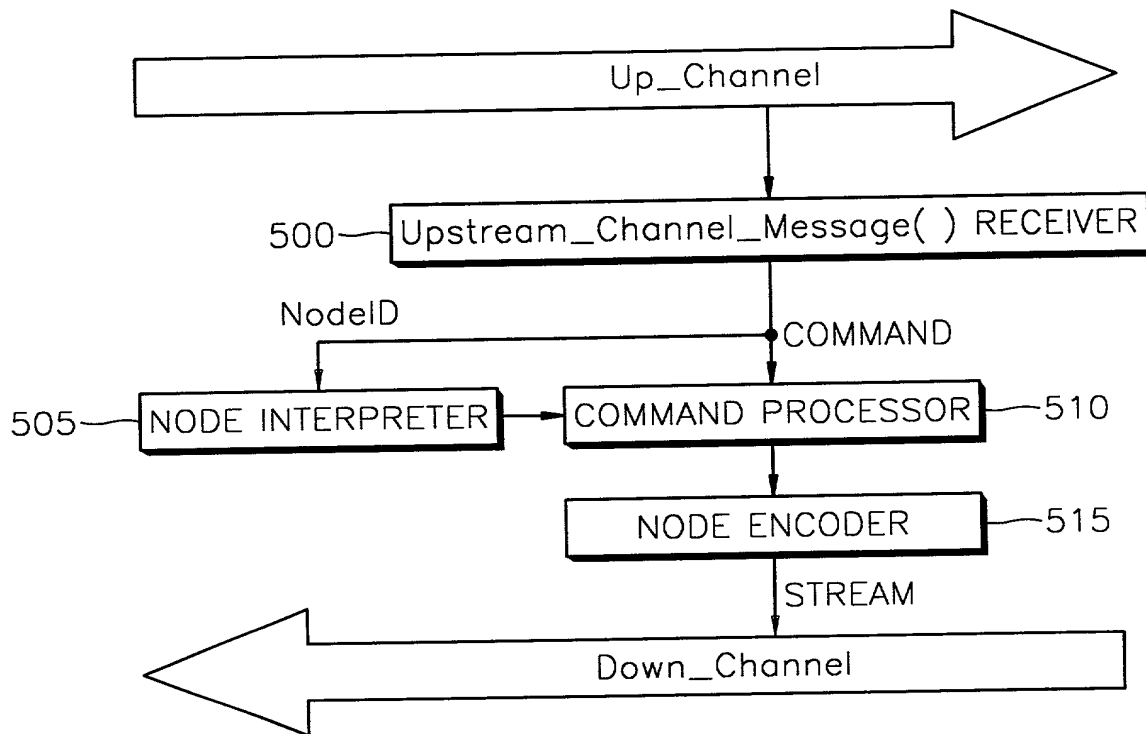 Up_Channel
500
Upstream_Channel_Message( ) RECEIVER
NodeID
COMMAND
505
NODE INTERPRETER
COMMAND PROCESSOR
510
NODE ENCODER
515
STREAM
Down_Channel